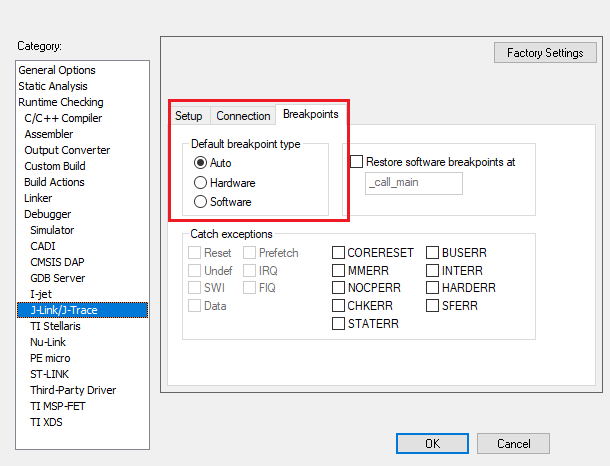 Category:
Factory Settings
General Options
Static Analysis
Runtime Checking
C/C++ Compiler
Assembler
Output Converter
Custom Build
Build Actions
Linker
Debugger
Simulator
CADI
CMSIS DAP
GDB Server
I-jet
J-Link/J-Trace
TI Stellaris
Nu-Link
PE micro
ST-LINK
Third-Party Driver
TI MSP-FET
TI XDS
Setup Connection Breakpoints
Default breakpoint type
Auto
Hardware
Software
Restore software breakpoints at
_call_main
Catch exceptions
Reset Prefetch CORERESET BUSERR
Undef IRQ MMERR INTERR
SWI FIQ NOCPERR HARDERR
Data CHKERR SFERR
STATERR
OK Cancel